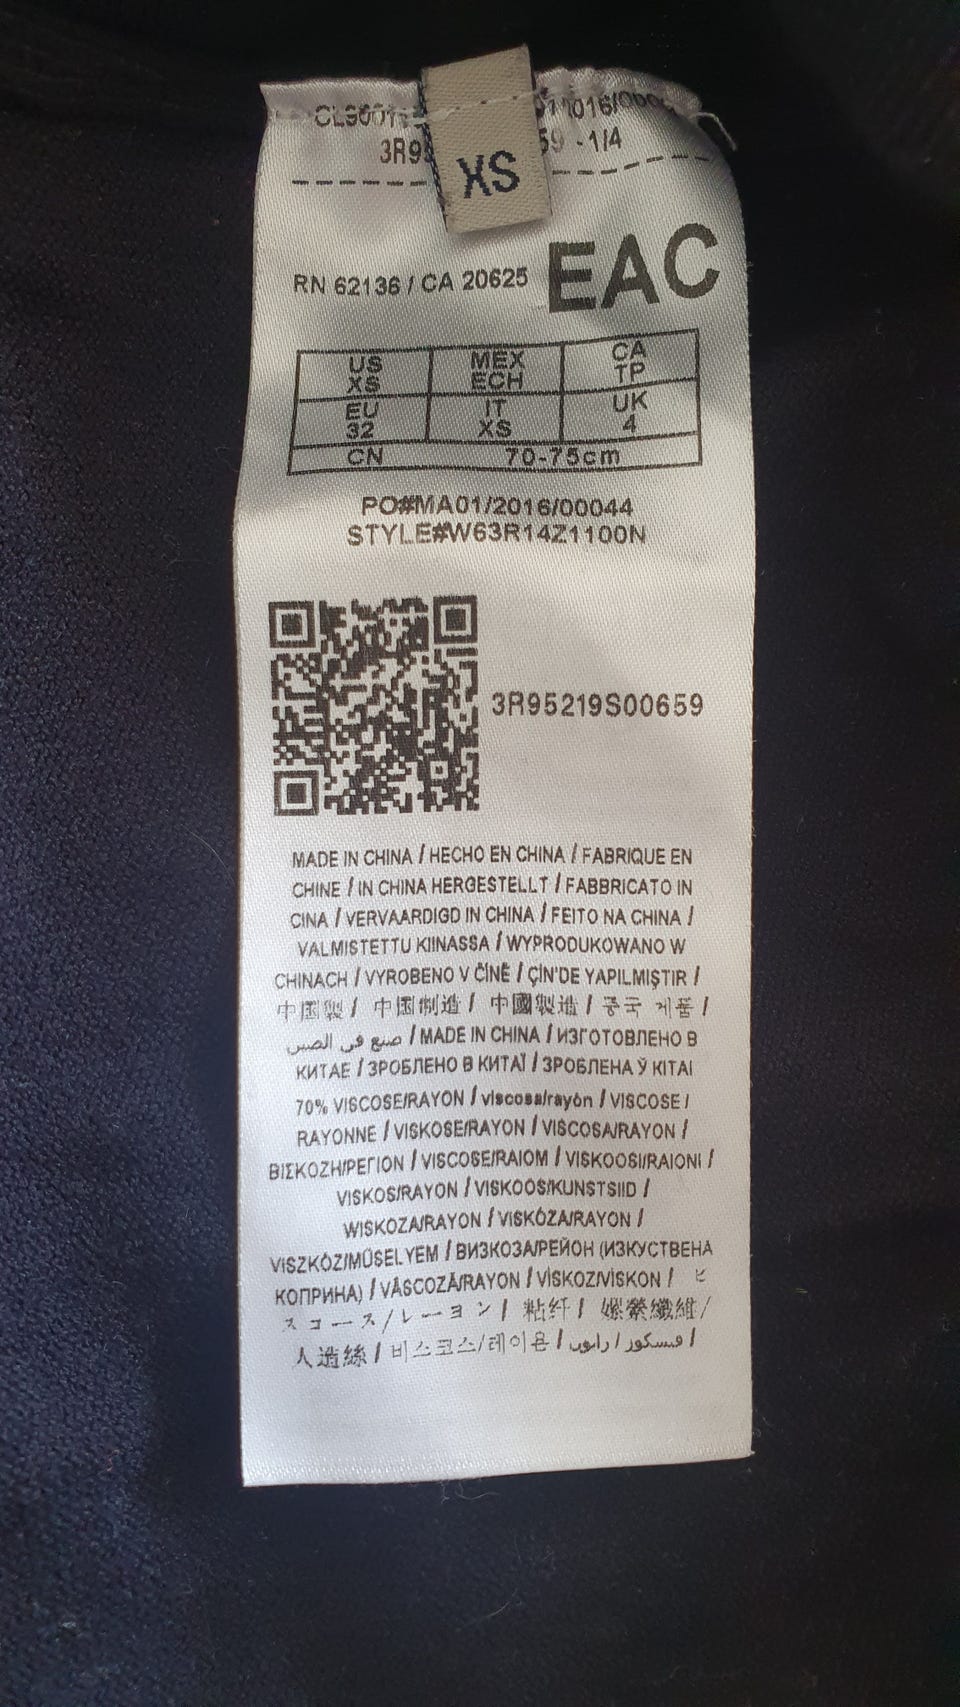 3R9 59 - 1/4
XS
EAC
RN 62136 / CA 20625
US MEX CA
XS ECH TP
EU IT UK
32 XS 4
CN 70-75cm
PO#MA01/2016/00044
STYLE#W63R14Z1100N
3R95219S00659
MADE IN CHINA / HECHO EN CHINA / FABRIQUE EN
CHINE / IN CHINA HERGESTELLT / FABBRICATO IN
CINA / VERVAARDIGD IN CHINA / FEITO NA CHINA /
VALMISTETTU KIINASSA / WYPRODUKOWANO W
CHINACH / VYROBENO V ČÍNĚ / ÇİN'DE YAPILMIŞTIR /
中国製 / 中国制造 / 中國製造 / 중국 제품 /
صنع في الصين / MADE IN CHINA / ИЗГОТОВЛЕНО В
КИТАЕ / ЗРОБЛЕНО В КИТАЇ / ЗРОБЛЕНА Ў КІТАІ
70% VISCOSE/RAYON / viscosa/rayón / VISCOSE /
RAYONNE / VISKOSE/RAYON / VISCOSA/RAYON /
ΒΙΣΚΟΖΗ/ΡΕΓΙΟΝ / VISCOSE/RAIOM / VISKOOSI/RAIONI /
VISKOS/RAYON / VISKOOS/KUNSTSIID /
WISKOZA/RAYON / VISKÓZA/RAYON /
VISZKÓZ/MŰSELYEM / ВИЗКОЗА/РЕЙОН (ИЗКУСТВЕНА
КОПРИНА) / VÂSCOZĂ/RAYON / VİSKOZ/VİSKON / ビ
スコース/レーヨン / 粘纤 / 嫘縈纖維/
人造絲 / 비스코스/레이온 / فسكوز / رايون /